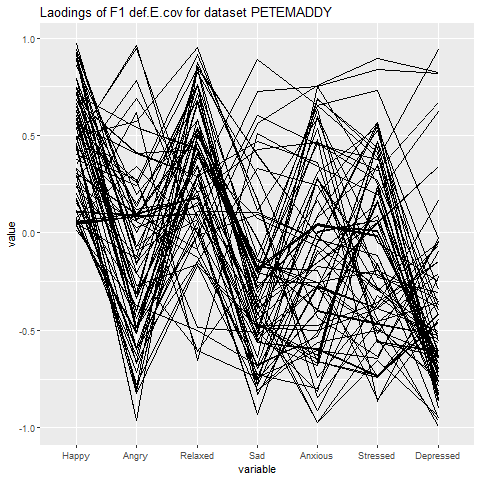 Laodings of F1 def.E.cov for dataset PETEMADDY
1.0
0.5
0.0
-0.5
-1.0
value
Happy Angry Relaxed Sad Anxious Stressed Depressed
variable